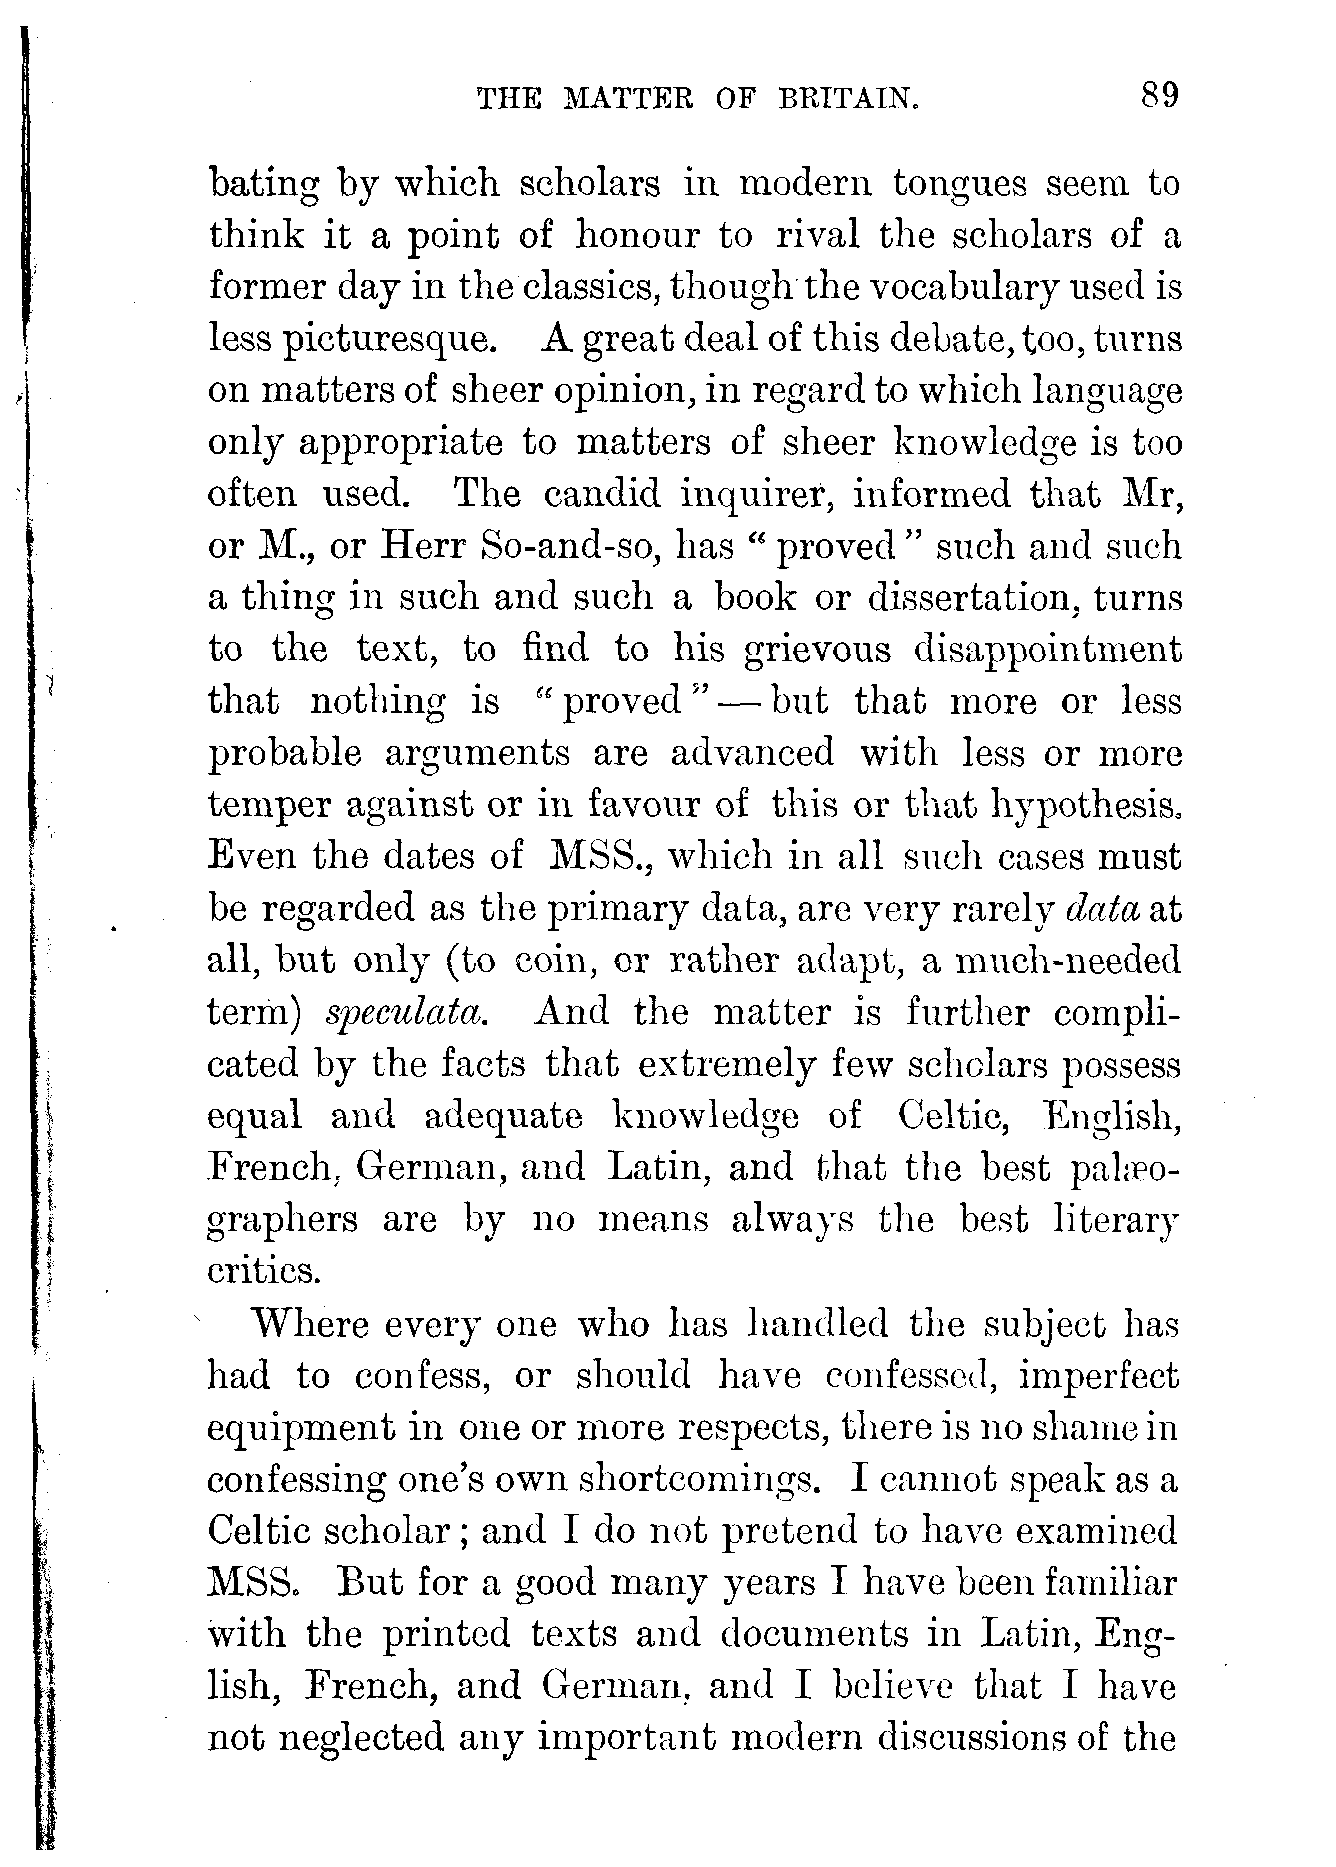 THE MATTER OF BRITAIN. 89
bating by which scholars in modern tongues seem to
think it a point of honour to rival the scholars of a
former day in the classics, though the vocabulary used is
less picturesque. A great deal of this debate, too, turns
on matters of sheer opinion, in regard to which language
only appropriate to matters of sheer knowledge is too
often used. The candid inquirer, informed that Mr,
or M., or Herr So-and-so, has “ proved ” such and such
a thing in such and such a book or dissertation, turns
to the text, to find to his grievous disappointment
that nothing is “ proved ” — but that more or less
probable arguments are advanced with less or more
temper against or in favour of this or that hypothesis.
Even the dates of MSS., which in all such cases must
be regarded as the primary data, are very rarely data at
all, but only (to coin, or rather adapt, a much-needed
term) speculata. And the matter is further compli-
cated by the facts that extremely few scholars possess
equal and adequate knowledge of Celtic, English,
French, German, and Latin, and that the best palæo-
graphers are by no means always the best literary
critics.
Where every one who has handled the subject has
had to confess, or should have confessed, imperfect
equipment in one or more respects, there is no shame in
confessing one’s own shortcomings. I cannot speak as a
Celtic scholar ; and I do not pretend to have examined
MSS. But for a good many years I have been familiar
with the printed texts and documents in Latin, Eng-
lish, French, and German, and I believe that I have
not neglected any important modern discussions of the